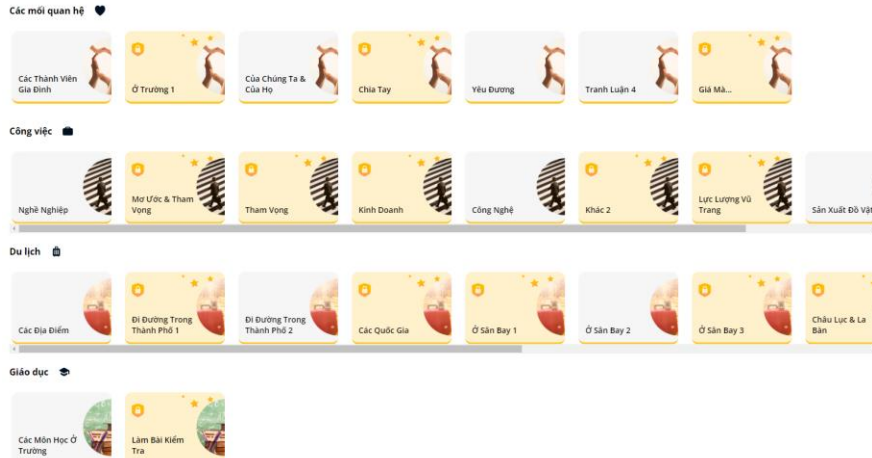 Các mối quan hệ
Các Thành Viên
Gia Đình
Ở Trường 1
Của Chúng Ta &
Của Họ
Chia Tay
Yêu Đương
Tranh Luận 4
Giá Mà...
Công việc
Nghề Nghiệp
Mơ Ước & Tham
Vọng
Tham Vọng
Kinh Doanh
Công Nghệ
Khác 2
Lực Lượng Vũ
Trang
Sản Xuất Đồ Vật
Du lịch
Các Địa Điểm
Đi Đường Trong
Thành Phố 1
Đi Đường Trong
Thành Phố 2
Các Quốc Gia
Ở Sân Bay 1
Ở Sân Bay 2
Ở Sân Bay 3
Châu Lục & La
Bàn
Giáo dục
Các Môn Học Ở
Trường
Làm Bài Kiểm
Tra